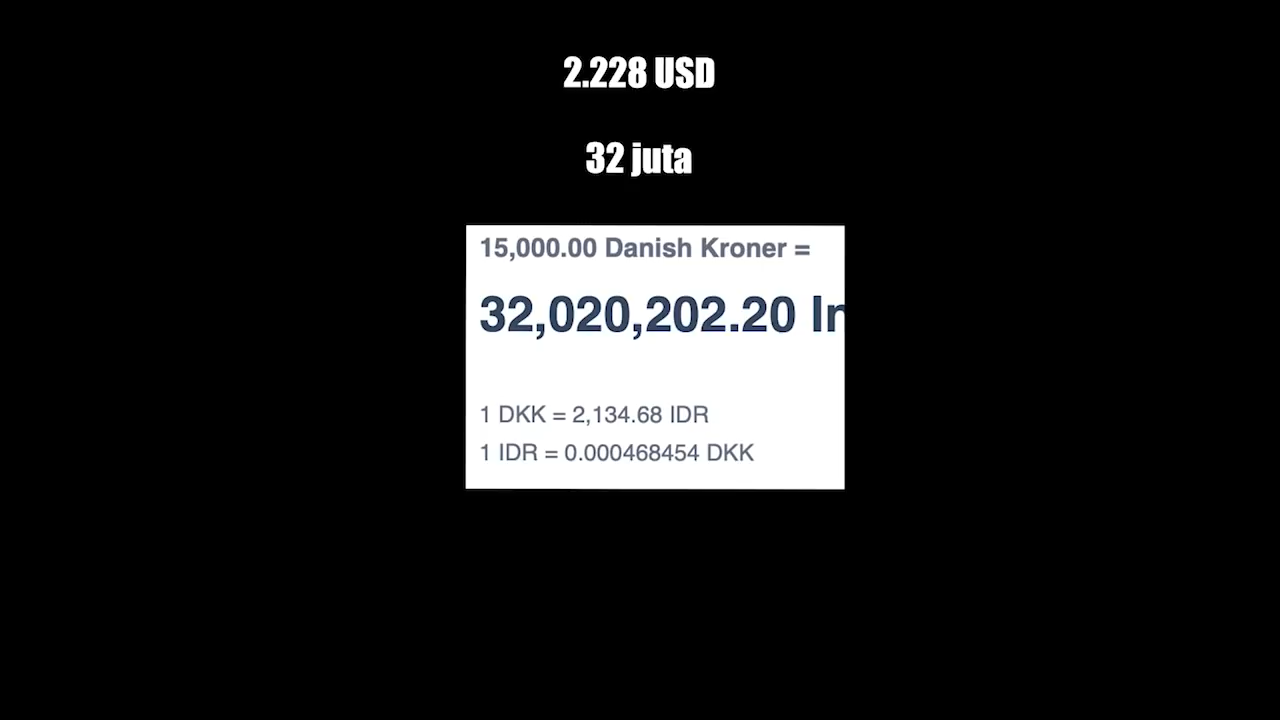 2.228 USD
32 juta
15,000.00 Danish Kroner =
32,020,202.20 In
1 DKK = 2,134.68 IDR
1 IDR = 0.000468454 DKK